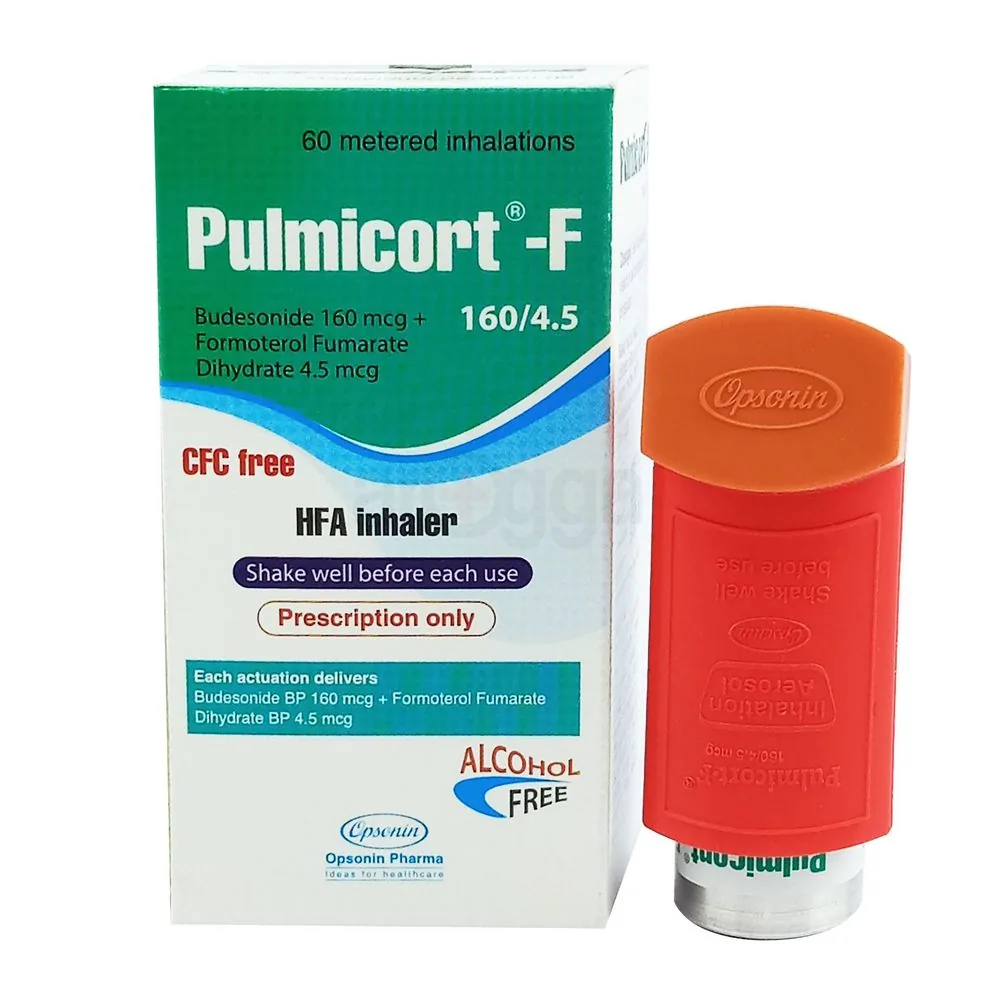 60 metered inhalations
Pulmicort®-F
160/4.5
Budesonide 160 mcg +
Formoterol Fumarate
Dihydrate 4.5 mcg
CFC free
HFA inhaler
Shake well before each use
Prescription only
Each actuation delivers
Budesonide BP 160 mcg + Formoterol Fumarate
Dihydrate BP 4.5 mcg
ALCOHOL
FREE
Opsonin
Opsonin Pharma
Ideas for healthcare
Opsonin
Shake well
before use
Opsonin
Inhalation
Aerosol
160/4.5 mcg
Pulmicort-F®
Pulmicort®